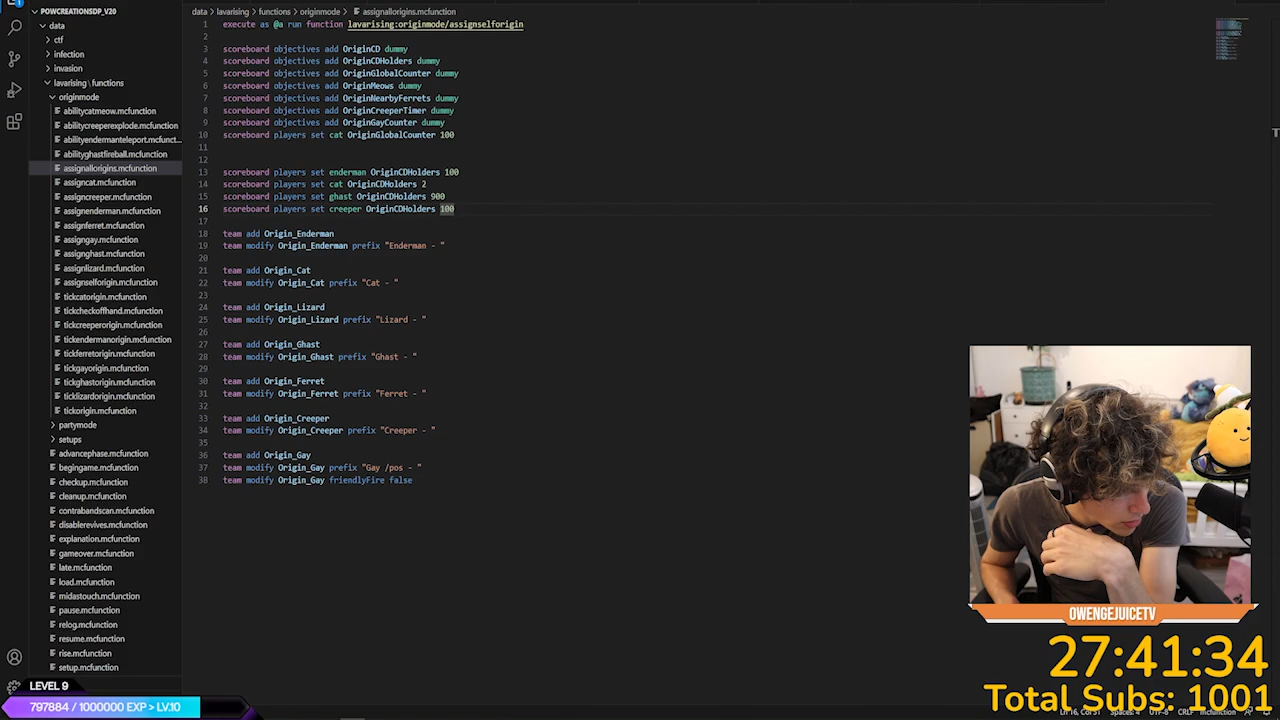 POWCREATIONSDP_V20
data
ctf
infection
invasion
lavarising | functions
originmode
abilitycatmeow.mcfunction
abilitycreeperexplode.mcfunction
abilityendermanteleport.mcfunct...
abilityghastfireball.mcfunction
assignallorigins.mcfunction
assigncat.mcfunction
assigncreeper.mcfunction
assignenderman.mcfunction
assignferret.mcfunction
assigngay.mcfunction
assignghast.mcfunction
assignlizard.mcfunction
assignselforigin.mcfunction
tickcatorigin.mcfunction
tickcheckoffhand.mcfunction
tickcreeperorigin.mcfunction
tickendermanorigin.mcfunction
tickferretorigin.mcfunction
tickgayorigin.mcfunction
tickghastorigin.mcfunction
ticklizardorigin.mcfunction
tickorigin.mcfunction
partymode
setups
advancephase.mcfunction
begingame.mcfunction
checkup.mcfunction
cleanup.mcfunction
contrabandscan.mcfunction
disablerevives.mcfunction
explanation.mcfunction
gameover.mcfunction
late.mcfunction
load.mcfunction
midastouch.mcfunction
pause.mcfunction
relog.mcfunction
resume.mcfunction
rise.mcfunction
setup.mcfunction
data > lavarising > functions > originmode > assignallorigins.mcfunction
1 execute as @a run function lavarising:originmode/assignselforigin
2
3 scoreboard objectives add OriginCD dummy
4 scoreboard objectives add OriginCDHolders dummy
5 scoreboard objectives add OriginGlobalCounter dummy
6 scoreboard objectives add OriginMeows dummy
7 scoreboard objectives add OriginNearbyFerrets dummy
8 scoreboard objectives add OriginCreeperTimer dummy
9 scoreboard objectives add OriginGayCounter dummy
10 scoreboard players set cat OriginGlobalCounter 100
11
12
13 scoreboard players set enderman OriginCDHolders 100
14 scoreboard players set cat OriginCDHolders 2
15 scoreboard players set ghast OriginCDHolders 900
16 scoreboard players set creeper OriginCDHolders 100
17
18 team add Origin_Enderman
19 team modify Origin_Enderman prefix "Enderman - "
20
21 team add Origin_Cat
22 team modify Origin_Cat prefix "Cat - "
23
24 team add Origin_Lizard
25 team modify Origin_Lizard prefix "Lizard - "
26
27 team add Origin_Ghast
28 team modify Origin_Ghast prefix "Ghast - "
29
30 team add Origin_Ferret
31 team modify Origin_Ferret prefix "Ferret - "
32
33 team add Origin_Creeper
34 team modify Origin_Creeper prefix "Creeper - "
35
36 team add Origin_Gay
37 team modify Origin_Gay prefix "Gay /pos - "
38 team modify Origin_Gay friendlyFire false
OWENGEJUICETV
27:41:34
Total Subs: 1001
LEVEL 9
797884 / 1000000 EXP > LV.10